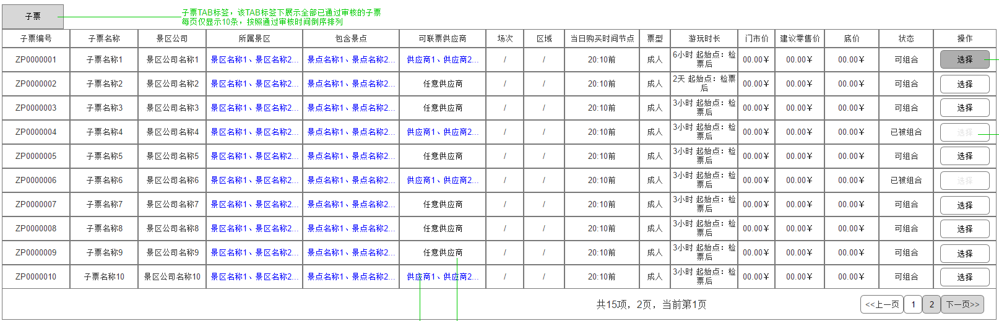 子票
子票TAB标签，该TAB标签下展示全部已通过审核的子票
每页仅显示10条，按照通过审核时间倒序排列
子票编号 子票名称 景区公司 所属景区 包含景点 可联票供应商 场次 区域 当日购买时间节点 票型 游玩时长 门市价 建议零售价 底价 状态 操作
ZP0000001 子票名称1 景区公司名称1 景区名称1、景区名称2... 景点名称1、景点名称2... 供应商1、供应商2... / / 20:10前 成人 6小时 起始点：检票后 00.00￥ 00.00￥ 00.00￥ 可组合 选择
ZP0000002 子票名称2 景区公司名称2 景区名称1、景区名称2... 景点名称1、景点名称2... 任意供应商 / / 20:10前 成人 2天 起始点：检票后 00.00￥ 00.00￥ 00.00￥ 可组合 选择
ZP0000003 子票名称3 景区公司名称3 景区名称1、景区名称2... 景点名称1、景点名称2... 任意供应商 / / 20:10前 成人 3小时 起始点：检票后 00.00￥ 00.00￥ 00.00￥ 可组合 选择
ZP0000004 子票名称4 景区公司名称4 景区名称1、景区名称2... 景点名称1、景点名称2... 供应商1、供应商2... / / 20:10前 成人 3小时 起始点：检票后 00.00￥ 00.00￥ 00.00￥ 已被组合 选择
ZP0000005 子票名称5 景区公司名称5 景区名称1、景区名称2... 景点名称1、景点名称2... 任意供应商 / / 20:10前 成人 3小时 起始点：检票后 00.00￥ 00.00￥ 00.00￥ 可组合 选择
ZP0000006 子票名称6 景区公司名称6 景区名称1、景区名称2... 景点名称1、景点名称2... 供应商1、供应商2... / / 20:10前 成人 3小时 起始点：检票后 00.00￥ 00.00￥ 00.00￥ 已被组合 选择
ZP0000007 子票名称7 景区公司名称7 景区名称1、景区名称2... 景点名称1、景点名称2... 任意供应商 / / 20:10前 成人 3小时 起始点：检票后 00.00￥ 00.00￥ 00.00￥ 可组合 选择
ZP0000008 子票名称8 景区公司名称8 景区名称1、景区名称2... 景点名称1、景点名称2... 任意供应商 / / 20:10前 成人 3小时 起始点：检票后 00.00￥ 00.00￥ 00.00￥ 可组合 选择
ZP0000009 子票名称9 景区公司名称9 景区名称1、景区名称2... 景点名称1、景点名称2... 任意供应商 / / 20:10前 成人 3小时 起始点：检票后 00.00￥ 00.00￥ 00.00￥ 可组合 选择
ZP0000010 子票名称10 景区公司名称10 景区名称1、景区名称2... 景点名称1、景点名称2... 供应商1、供应商2... / / 20:10前 成人 3小时 起始点：检票后 00.00￥ 00.00￥ 00.00￥ 可组合 选择
共15项，2页，当前第1页 <<上一页 1 2 下一页>>